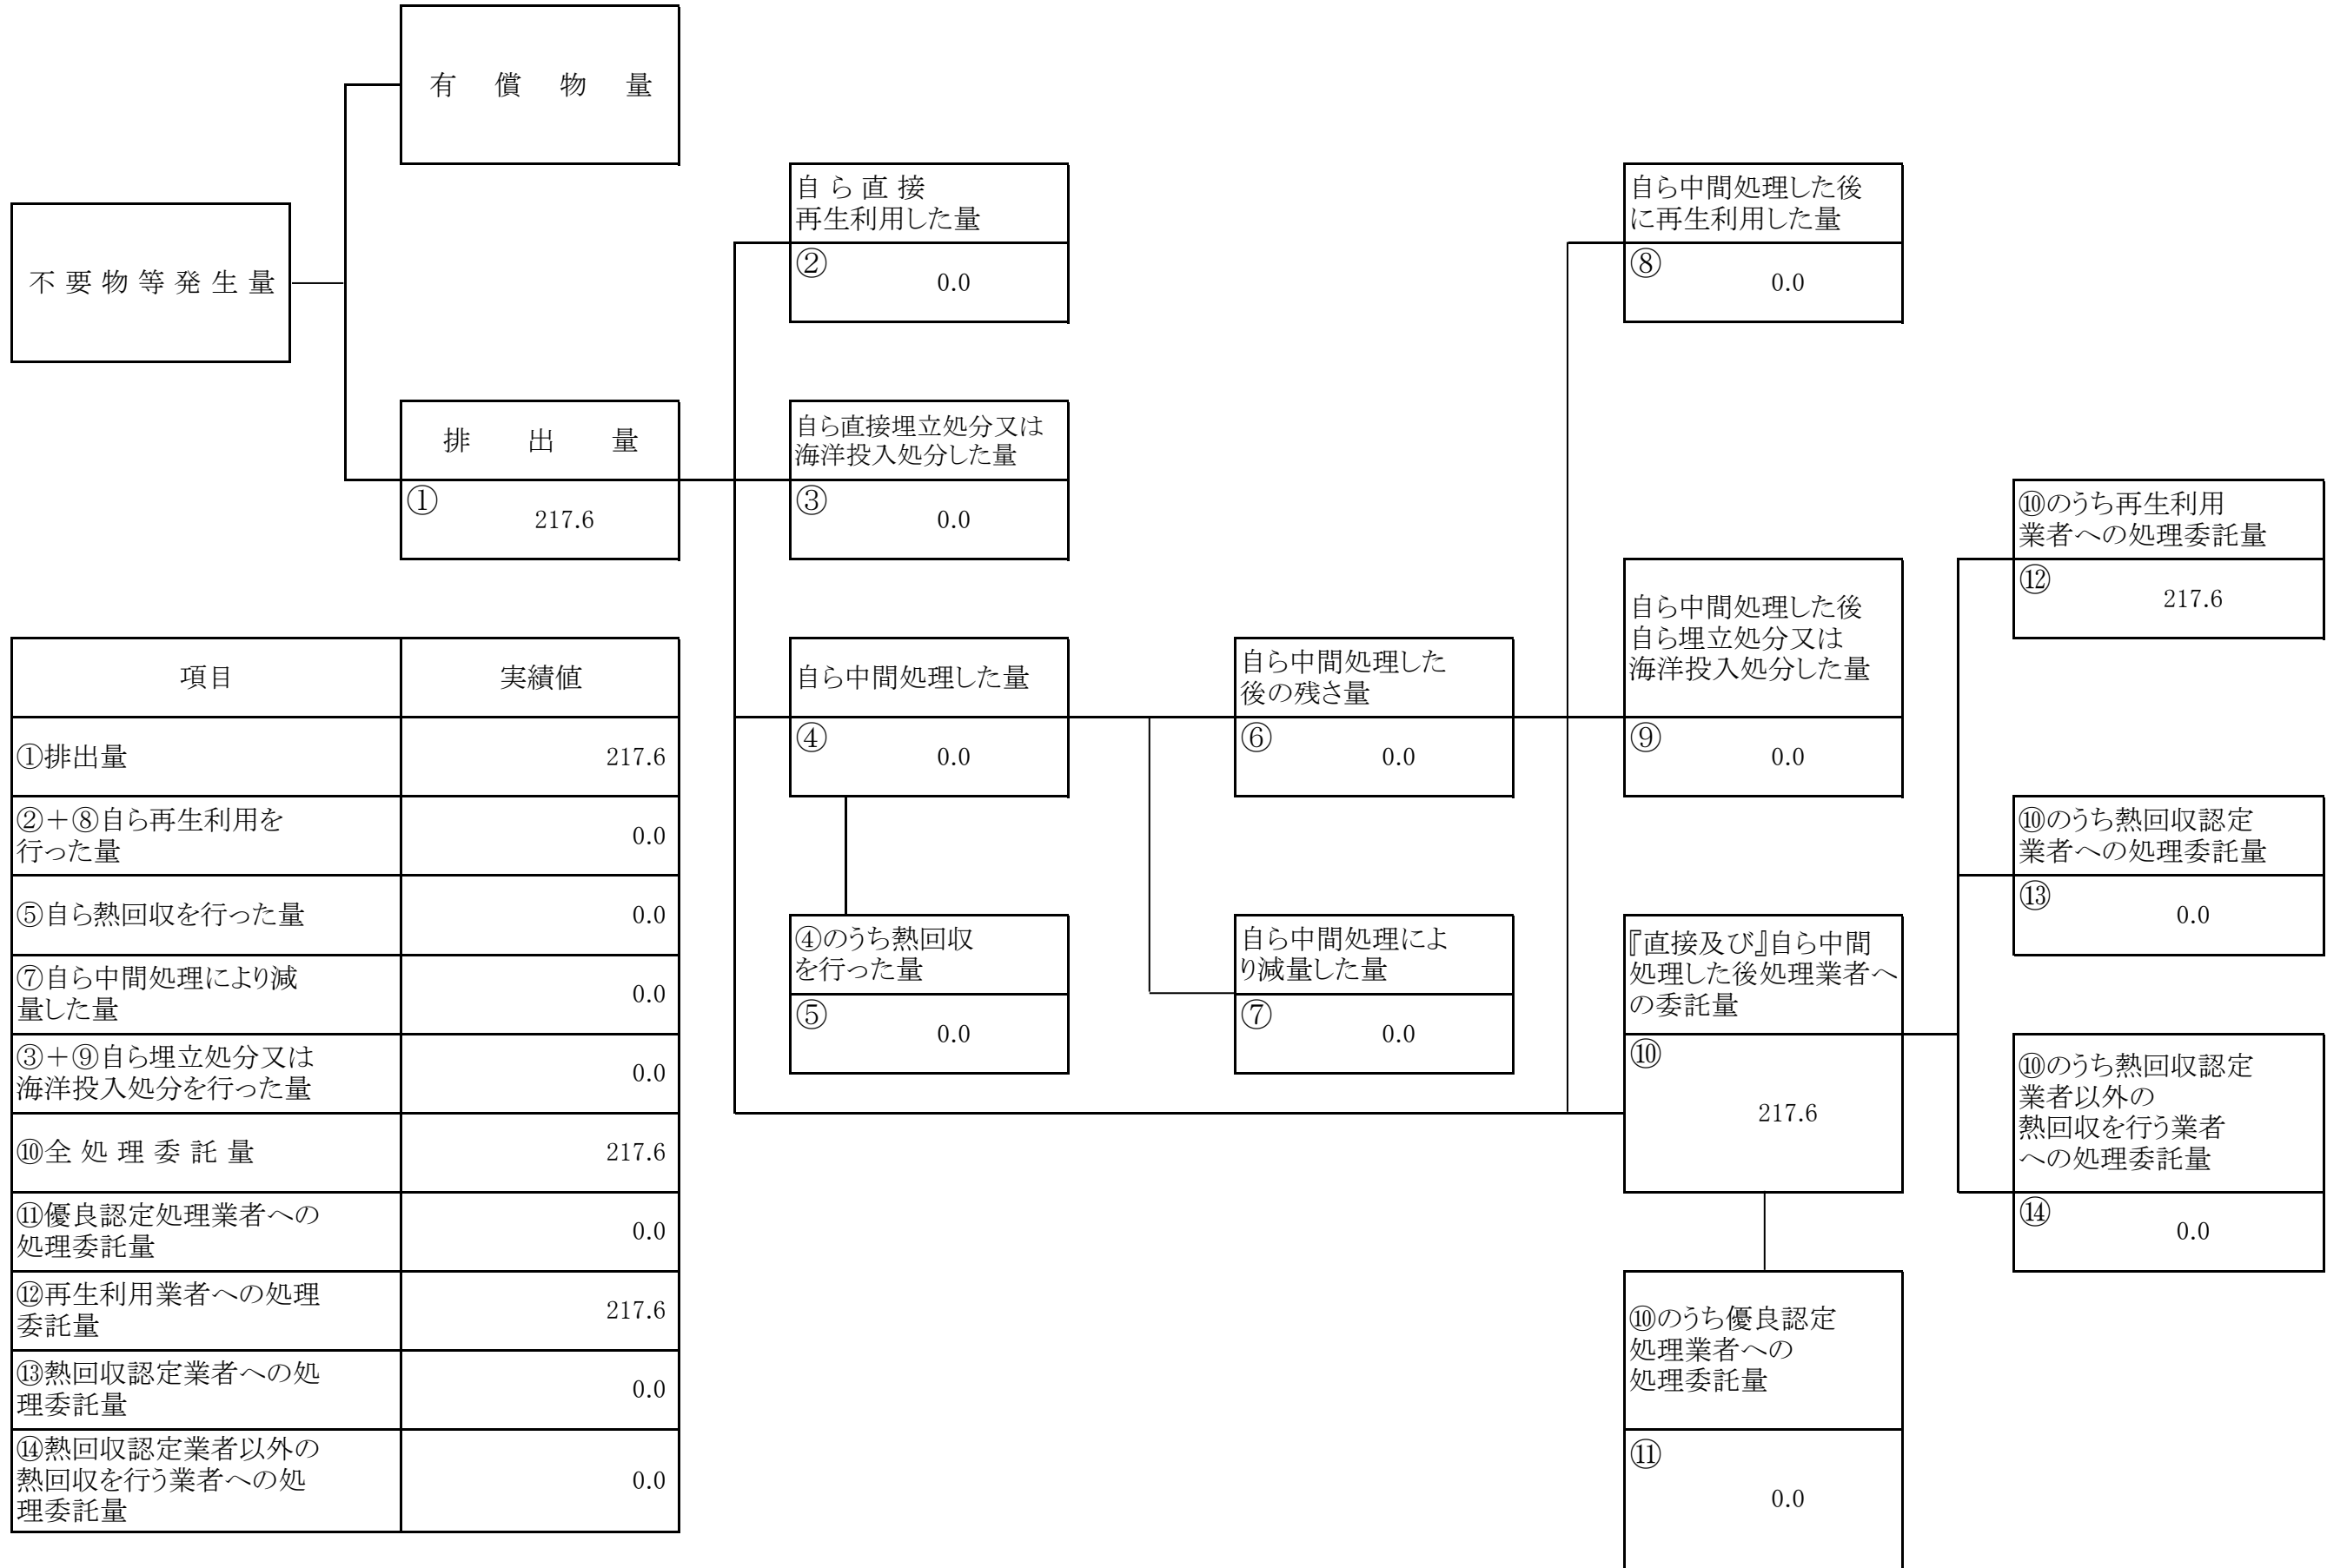 有 償 物 量
不 要 物 等 発 生 量
排 出 量
①
217.6
自 ら 直 接
再生利用した量
②
0.0
自ら直接埋立処分又は
海洋投入処分した量
③
0.0
自ら中間処理した量
④
0.0
④のうち熱回収
を行った量
⑤
0.0
自ら中間処理した
後の残さ量
⑥
0.0
自ら中間処理によ
り減量した量
⑦
0.0
自ら中間処理した後
に再生利用した量
⑧
0.0
自ら中間処理した後
自ら埋立処分又は
海洋投入処分した量
⑨
0.0
『直接及び』自ら中間
処理した後処理業者へ
の委託量
⑩
217.6
⑩のうち優良認定
処理業者への
処理委託量
⑪
0.0
⑩のうち再生利用
業者への処理委託量
⑫
217.6
⑩のうち熱回収認定
業者への処理委託量
⑬
0.0
⑩のうち熱回収認定
業者以外の
熱回収を行う業者
への処理委託量
⑭
0.0
項目 実績値
①排出量 217.6
②＋⑧自ら再生利用を
行った量 0.0
⑤自ら熱回収を行った量 0.0
⑦自ら中間処理により減
量した量 0.0
③＋⑨自ら埋立処分又は
海洋投入処分を行った量 0.0
⑩全 処 理 委 託 量 217.6
⑪優良認定処理業者への
処理委託量 0.0
⑫再生利用業者への処理
委託量 217.6
⑬熱回収認定業者への処
理委託量 0.0
⑭熱回収認定業者以外の
熱回収を行う業者への処
理委託量 0.0